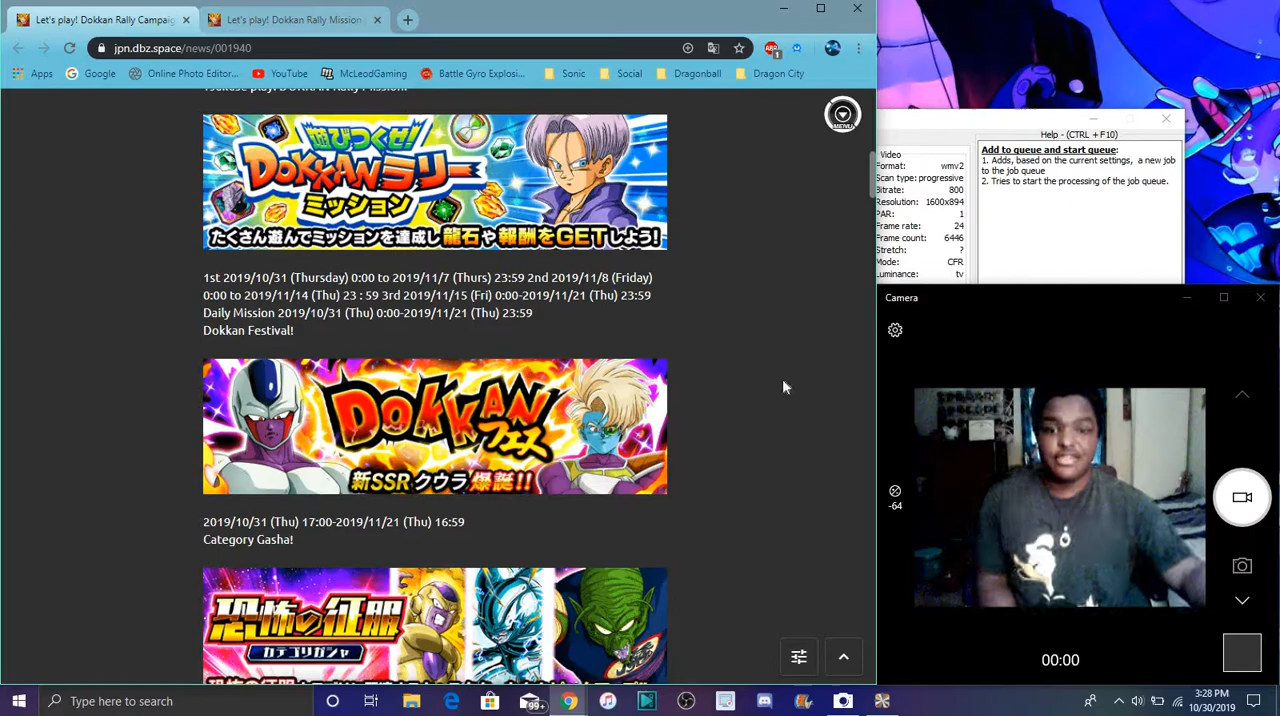 Let's play! Dokkan Rally Campaig
Let's play! Dokkan Rally Mission
jpn.dbz.space/news/001940
Apps
Google
Online Photo Editor...
YouTube
McLeodGaming
Battle Gyro Explosi...
Sonic
Social
Dragonball
Dragon City
MENU
遊びつくせ!
DOKKANラリー
ミッション
たくさん遊んでミッションを達成し龍石や報酬をGETしよう!
1st 2019/10/31 (Thursday) 0:00 to 2019/11/7 (Thurs) 23:59 2nd 2019/11/8 (Friday)
0:00 to 2019/11/14 (Thu) 23 : 59 3rd 2019/11/15 (Fri) 0:00-2019/11/21 (Thu) 23:59
Daily Mission 2019/10/31 (Thu) 0:00-2019/11/21 (Thu) 23:59
Dokkan Festival!
DOKKAN
フェス
新SSR クウラ 爆誕!!
2019/10/31 (Thu) 17:00-2019/11/21 (Thu) 16:59
Category Gasha!
恐怖の征服
カテゴリガシャ
Video
Format: wmv2
Scan type: progressive
Bitrate: 800
Resolution: 1600x894
PAR: 1
Frame rate: 24
Frame count: 6446
Stretch: ?
Mode: CFR
Luminance: tv
Help - (CTRL + F10)
Add to queue and start queue:
1. Adds, based on the current settings, a new job
to the job queue
2. Tries to start the processing of the job queue.
Camera
-64
00:00
Type here to search
99+
3:28 PM
10/30/2019